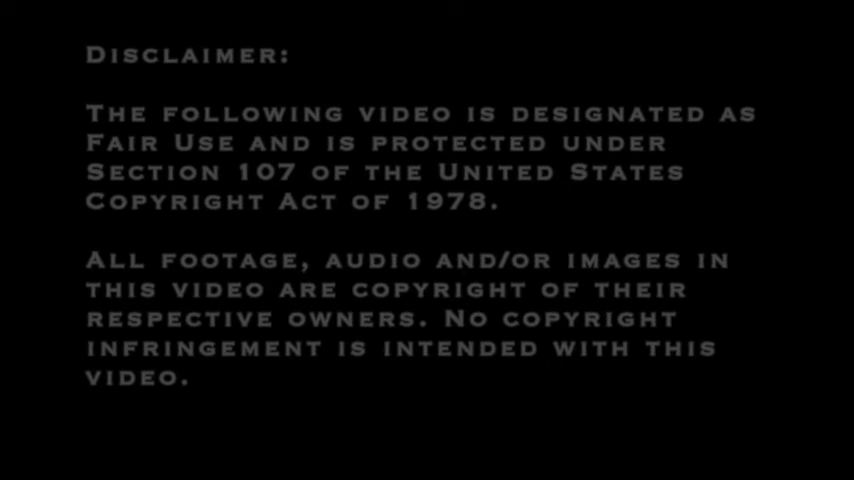 Disclaimer:
The following video is designated as
Fair Use and is protected under
Section 107 of the United States
Copyright Act of 1978.
All footage, audio and/or images in
this video are copyright of their
respective owners. No copyright
infringement is intended with this
video.